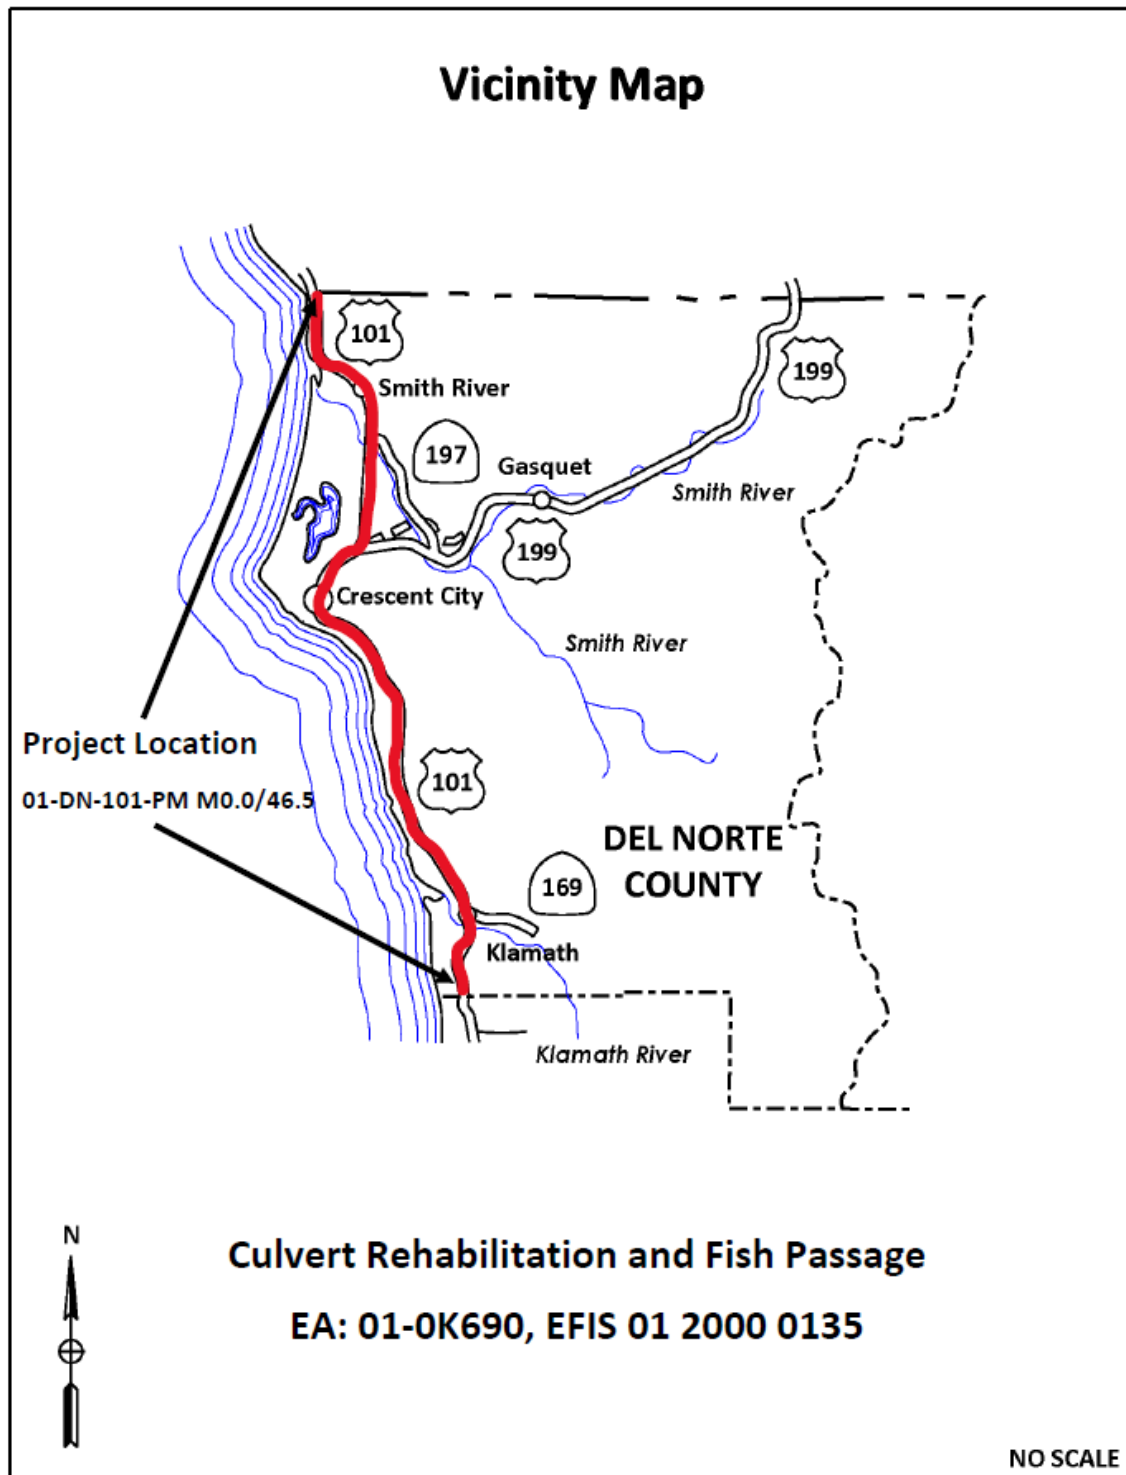 Vicinity Map
101
Smith River
199
197
Gasquet
Smith River
199
Crescent City
Smith River
Project Location
01-DN-101-PM M0.0/46.5
101
DEL NORTE
COUNTY
169
Klamath
Klamath River
N
Culvert Rehabilitation and Fish Passage
EA: 01-0K690, EFIS 01 2000 0135
NO SCALE